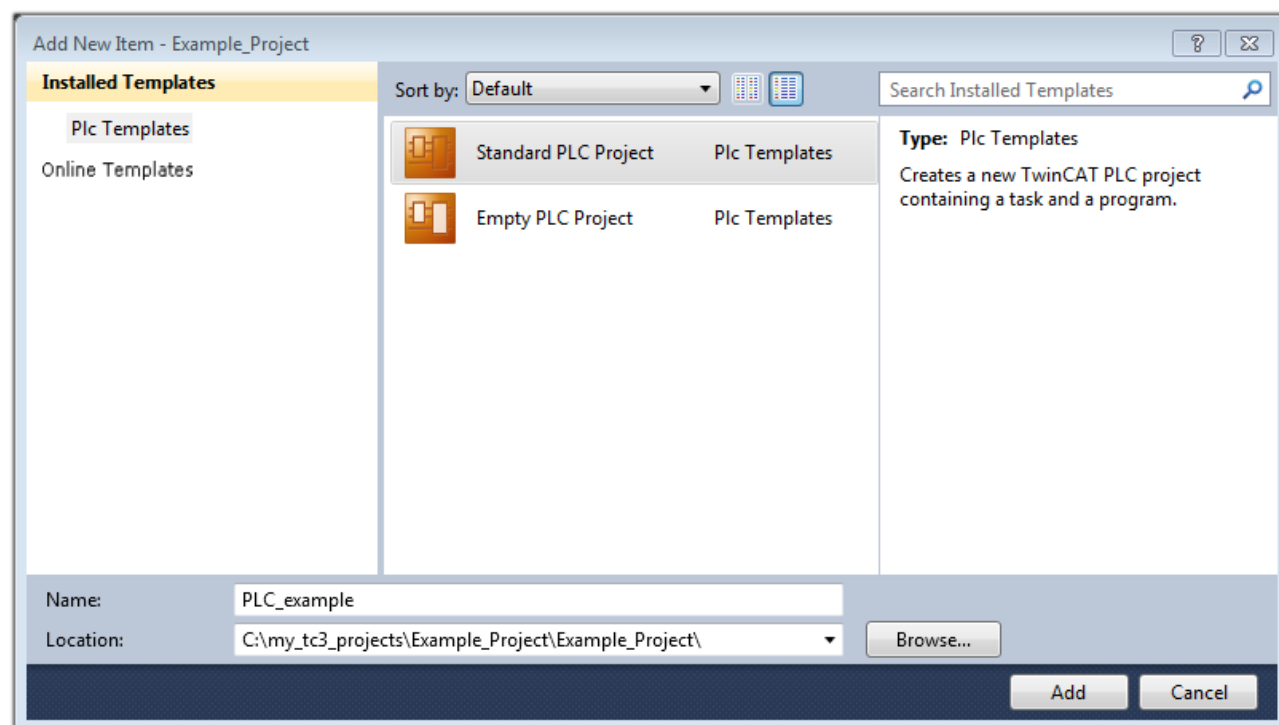 Add New Item - Example_Project
Installed Templates
Plc Templates
Online Templates
Sort by: Default
Search Installed Templates
Standard PLC Project Plc Templates
Empty PLC Project Plc Templates
Type: Plc Templates
Creates a new TwinCAT PLC project
containing a task and a program.
Name: PLC_example
Location: C:\my_tc3_projects\Example_Project\Example_Project\
Browse...
Add Cancel